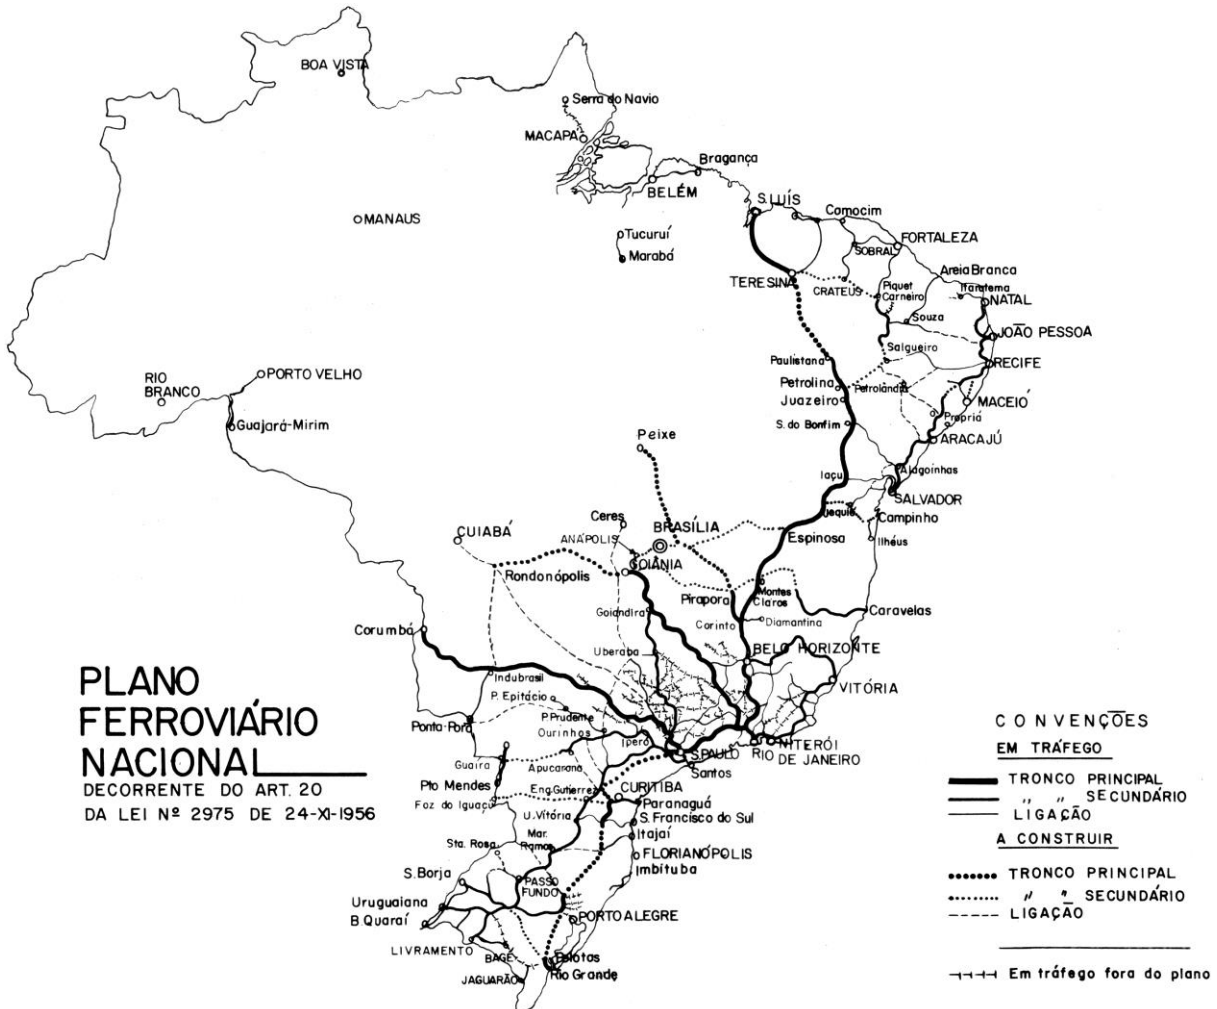 BOA VISTA
Serra do Navio
MACAPÁ
Bragança
BELÉM
S. LUÍS
MANAUS
Camocim
Tucuruí
SOBRAL
FORTALEZA
Marabá
Areia Branca
TERESINA
CRATEUS
Piquet
Carneiro
Itaretema
NATAL
Souza
JOÃO PESSOA
Salgueiro
Paulistana
RECIFE
RIO
BRANCO
PORTO VELHO
Petrolina
Petrolândia
Juazeiro
MACEIÓ
Propriá
Guajará-Mirim
S. do Bonfim
Peixe
ARACAJÚ
Iaçu
Alagoinhas
SALVADOR
Ceres
BRASÍLIA
Jequié
Campinho
CUIABÁ
ANÁPOLIS
Espinosa
Ilhéus
GOIÂNIA
Rondonópolis
Pirapora
Montes
Claros
Goiandira
Caravelas
Corinto
Diamantina
Corumbá
BELO HORIZONTE
Uberaba
Indubrasil
VITÓRIA
PLANO
FERROVIÁRIO
NACIONAL
DECORRENTE DO ART. 20
DA LEI Nº 2975 DE 24-XI-1956
P. Epitácio
Ponta-Porã
P. Prudente
Ourinhos
Iperó
S. PAULO
RIO
DE JANEIRO
NITERÓI
Guaíra
Apucarana
Santos
Pto Mendes
Eng. Gutierrez
CURITIBA
Foz do Iguaçu
Paranaguá
U. Vitória
S. Francisco do Sul
Mar.
Ramos
Itajaí
Sta. Rosa
FLORIANÓPOLIS
Imbituba
S. Borja
PASSO
FUNDO
Uruguaiana
B. Quaraí
PORTO ALEGRE
LIVRAMENTO
BAGÉ
Pelotas
JAGUARÃO
Rio Grande
CONVENÇÕES
EM TRÁFEGO
TRONCO PRINCIPAL
" " SECUNDÁRIO
LIGAÇÃO
A CONSTRUIR
TRONCO PRINCIPAL
" " SECUNDÁRIO
LIGAÇÃO
Em tráfego fora do plano